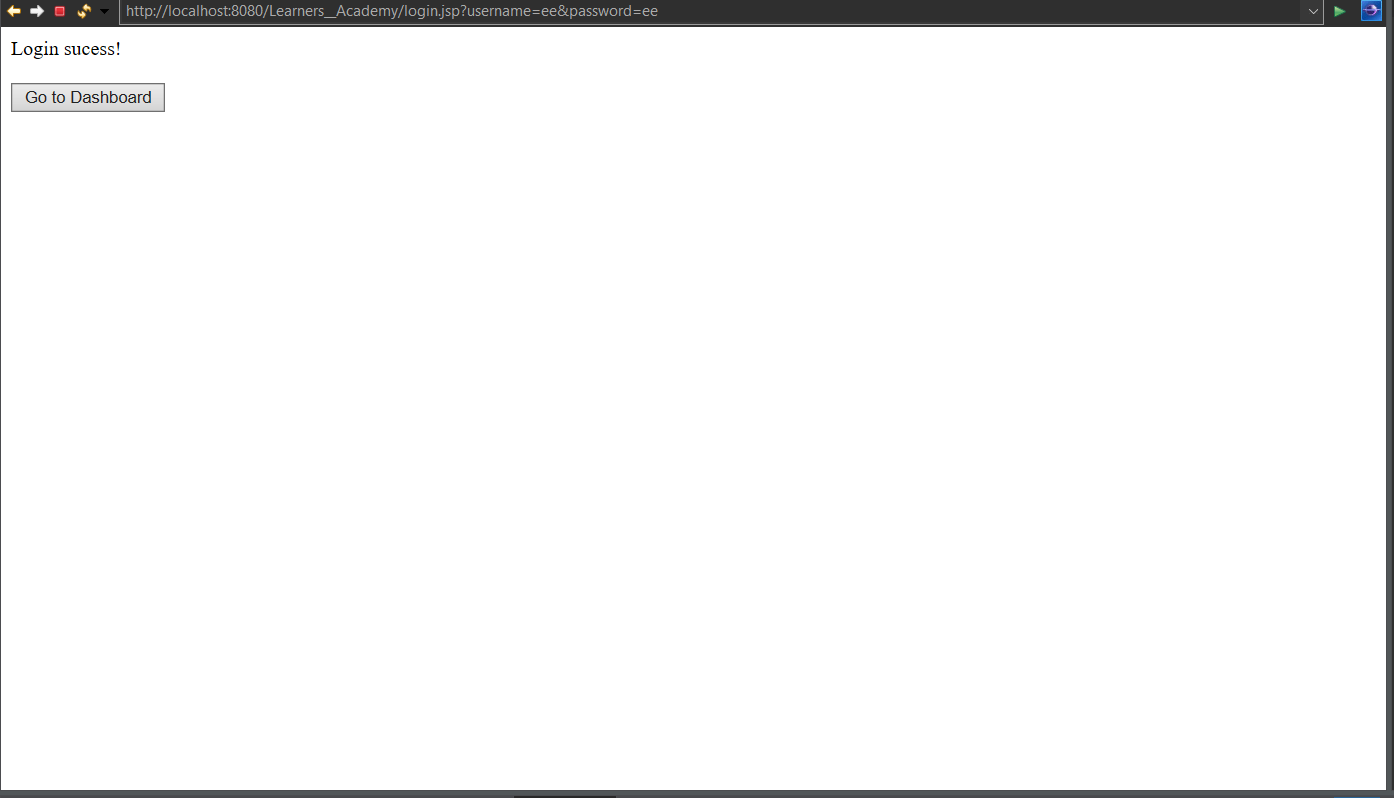 http://localhost:8080/Learners__Academy/login.jsp?username=ee&password=ee
Login sucess!
Go to Dashboard